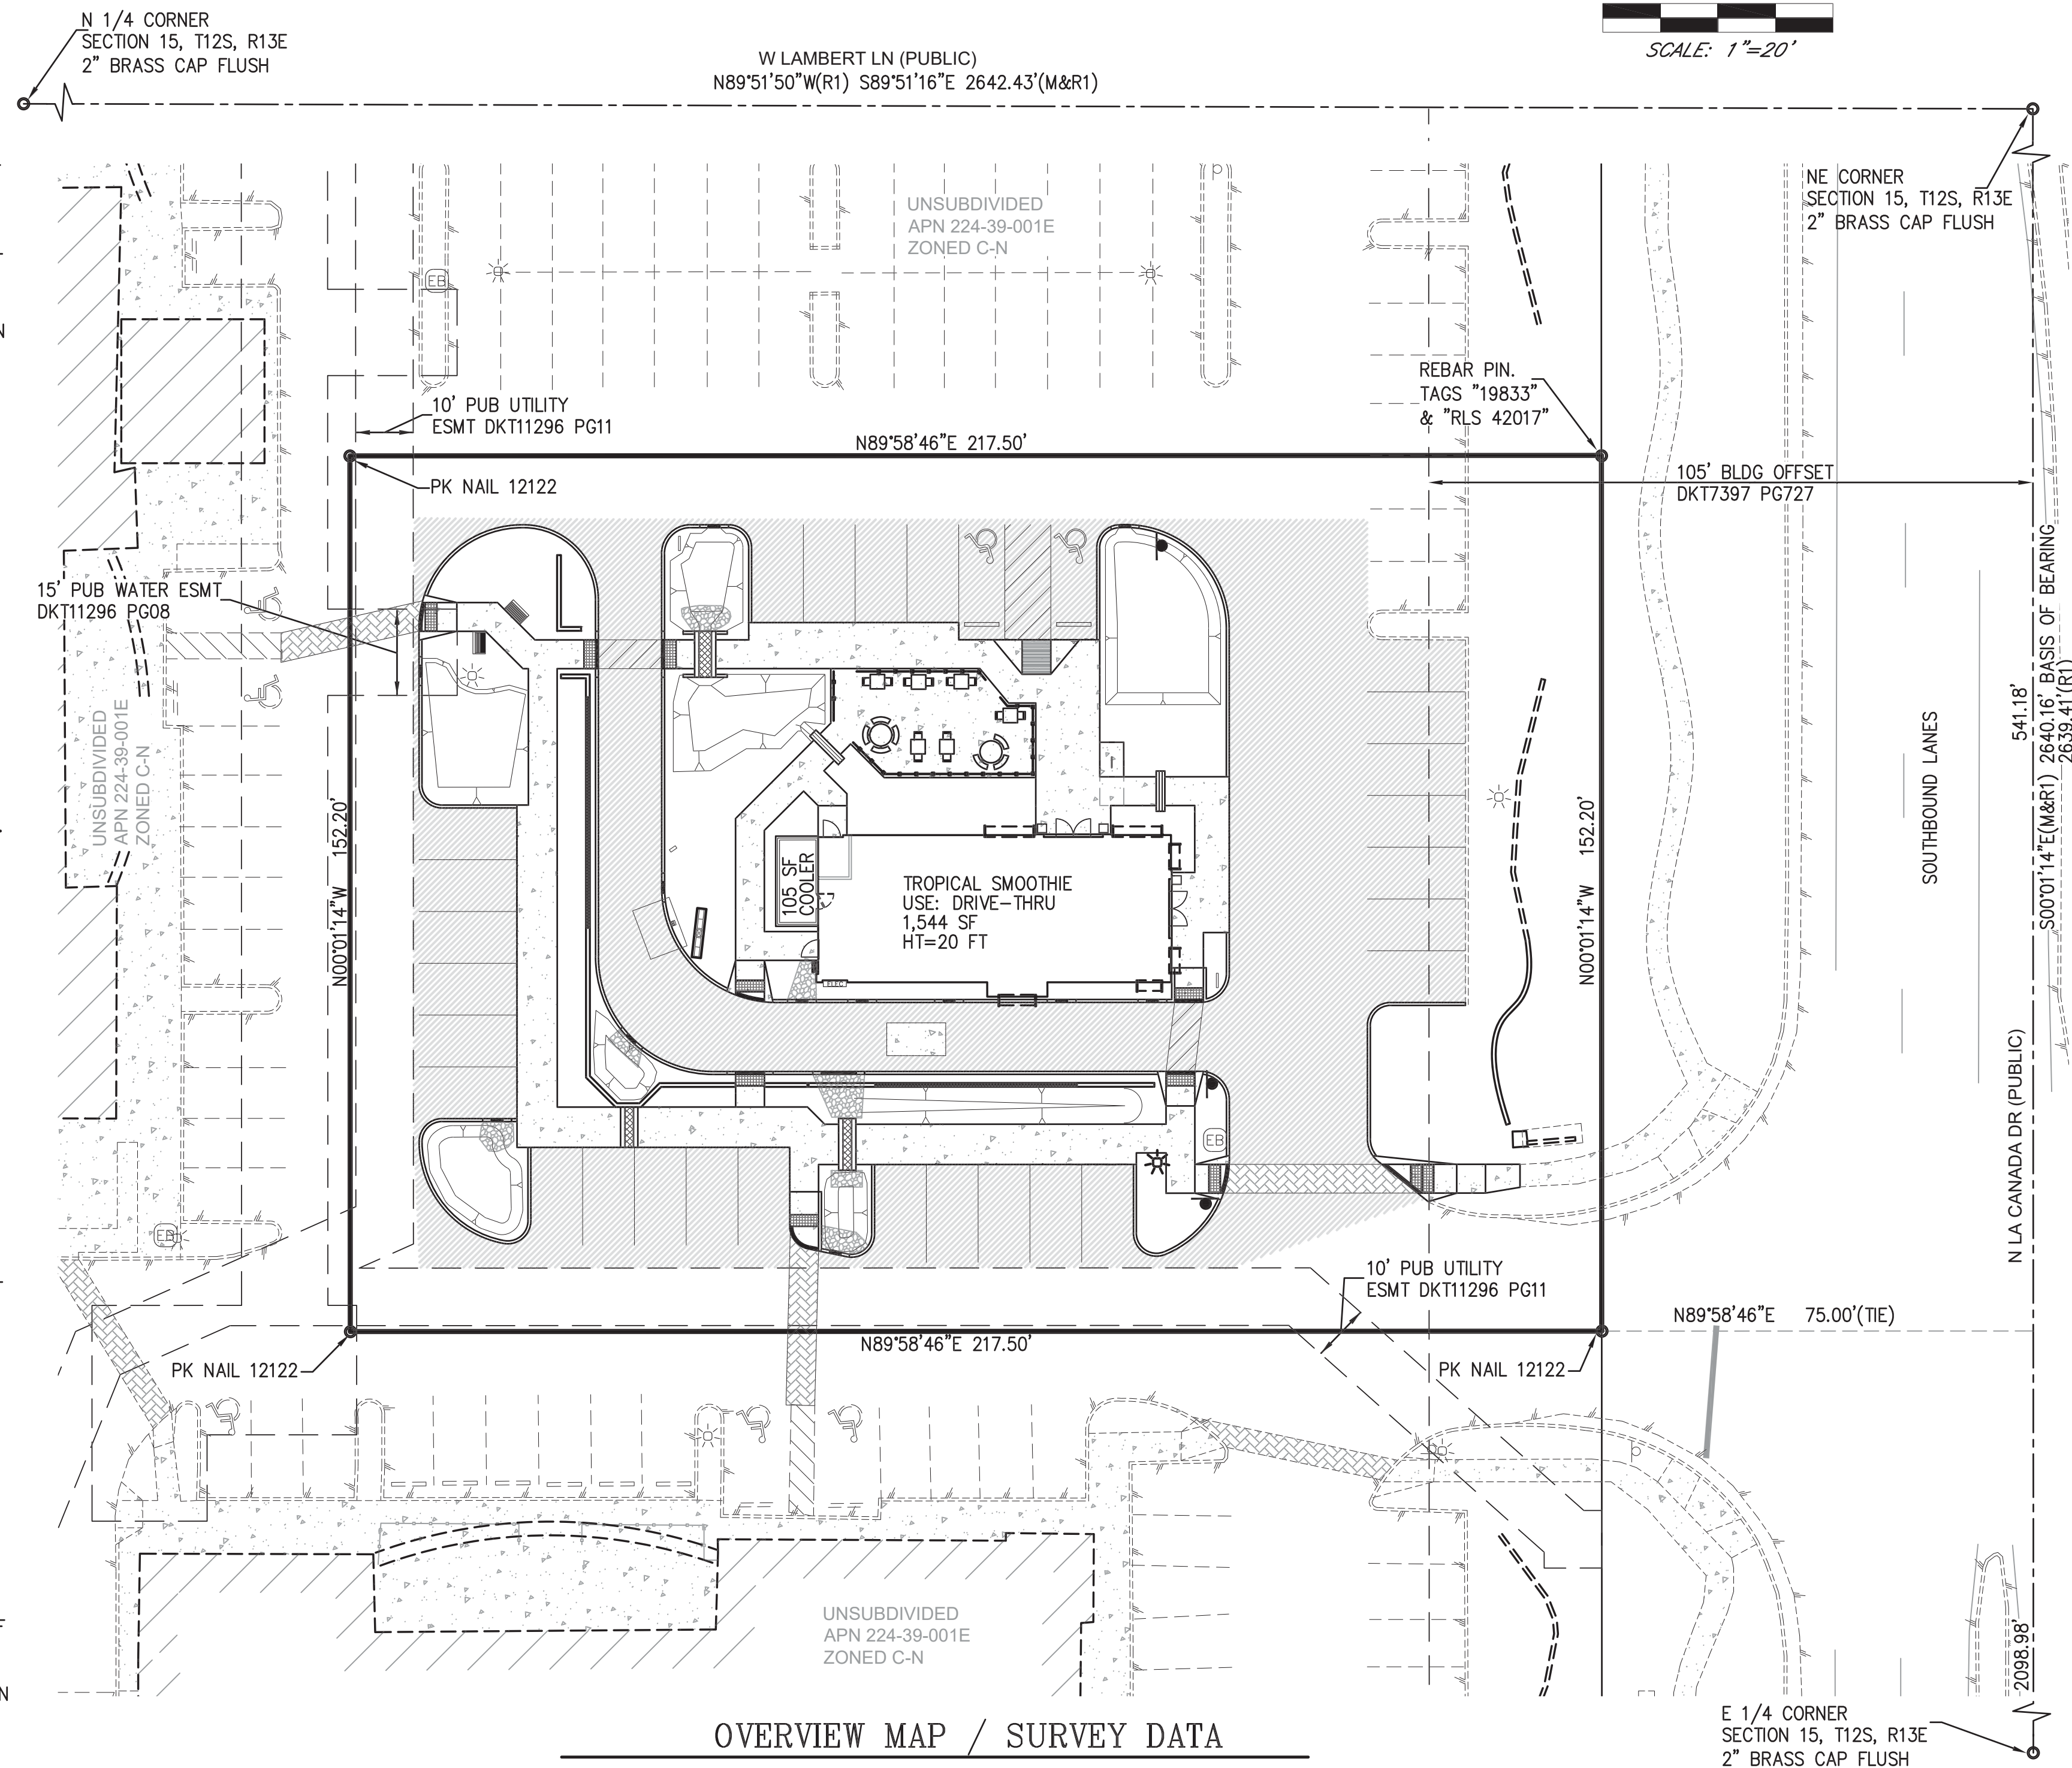 N 1/4 CORNER
SECTION 15, T12S, R13E
2" BRASS CAP FLUSH
W LAMBERT LN (PUBLIC)
N89°51'50"W(R1) S89°51'16"E 2642.43'(M&R1)
SCALE: 1"=20'
NE CORNER
SECTION 15, T12S, R13E
2" BRASS CAP FLUSH
UNSUBDIVIDED
APN 224-39-001E
ZONED C-N
EB
N
REBAR PIN.
TAGS "19833"
& "RLS 42017"
10' PUB UTILITY
ESMT DKT11296 PG11
N89°58'46"E 217.50'
PK NAIL 12122
105' BLDG OFFSET
DKT7397 PG727
15' PUB WATER ESMT
DKT11296 PG08
UNSUBDIVIDED
APN 224-39-001E
ZONED C-N
N00°01'14"W 152.20'
105 SF
COOLER
TROPICAL SMOOTHIE
USE: DRIVE-THRU
1,544 SF
HT=20 FT
ELEC
N00°01'14"W 152.20'
SOUTHBOUND LANES
541.18'
S00°01'14"E(M&R1) 2640.16' BASIS OF BEARING
2639.41'(R1)
N LA CANADA DR (PUBLIC)
EB
EB
10' PUB UTILITY
ESMT DKT11296 PG11
N89°58'46"E 75.00'(TIE)
N89°58'46"E 217.50'
PK NAIL 12122
PK NAIL 12122
UNSUBDIVIDED
APN 224-39-001E
ZONED C-N
2098.98'
N
E 1/4 CORNER
SECTION 15, T12S, R13E
2" BRASS CAP FLUSH
OVERVIEW MAP / SURVEY DATA